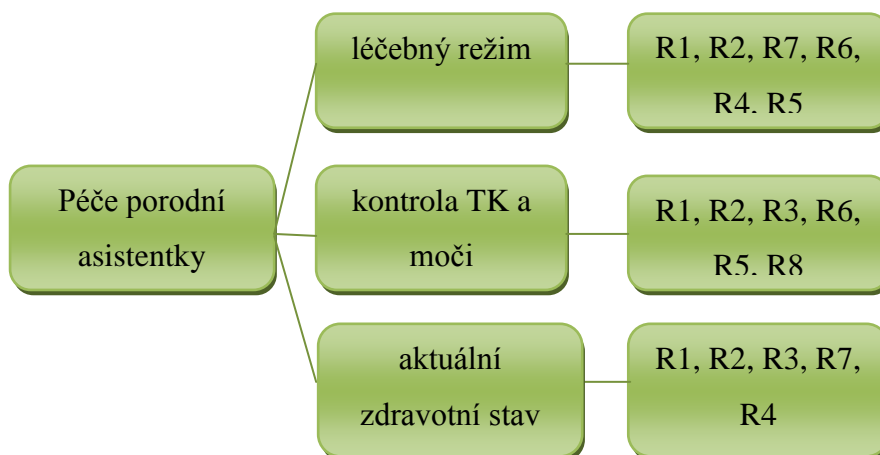 Péče porodní
asistentky
léčebný režim
R1, R2, R7, R6,
R4, R5
kontrola TK a
moči
R1, R2, R3, R6,
R5, R8
aktuální
zdravotní stav
R1, R2, R3, R7,
R4